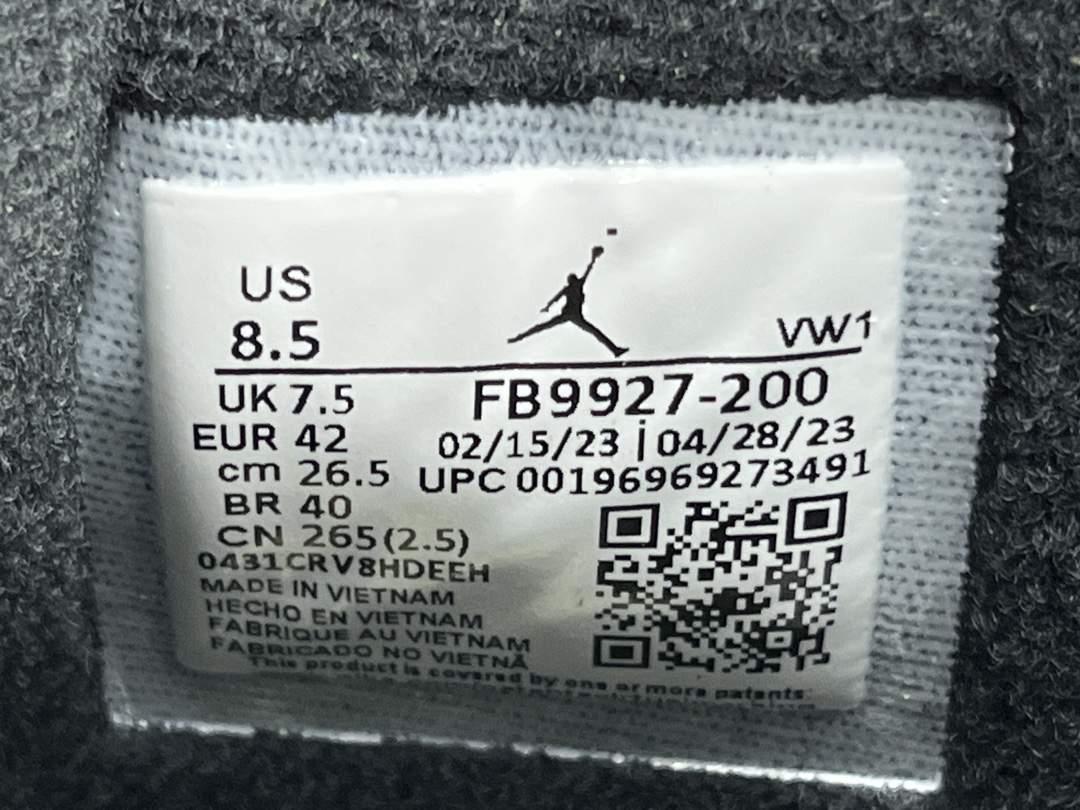 US
8.5
VW1
UK 7.5
FB9927-200
EUR 42
02/15/23 | 04/28/23
cm 26.5
UPC 00196969273491
BR 40
CN 265(2.5)
0431CRV8HDEEH
MADE IN VIETNAM
HECHO EN VIETNAM
FABRIQUE AU VIETNAM
FABRICADO NO VIETNÃ
This product is covered by one or more patents